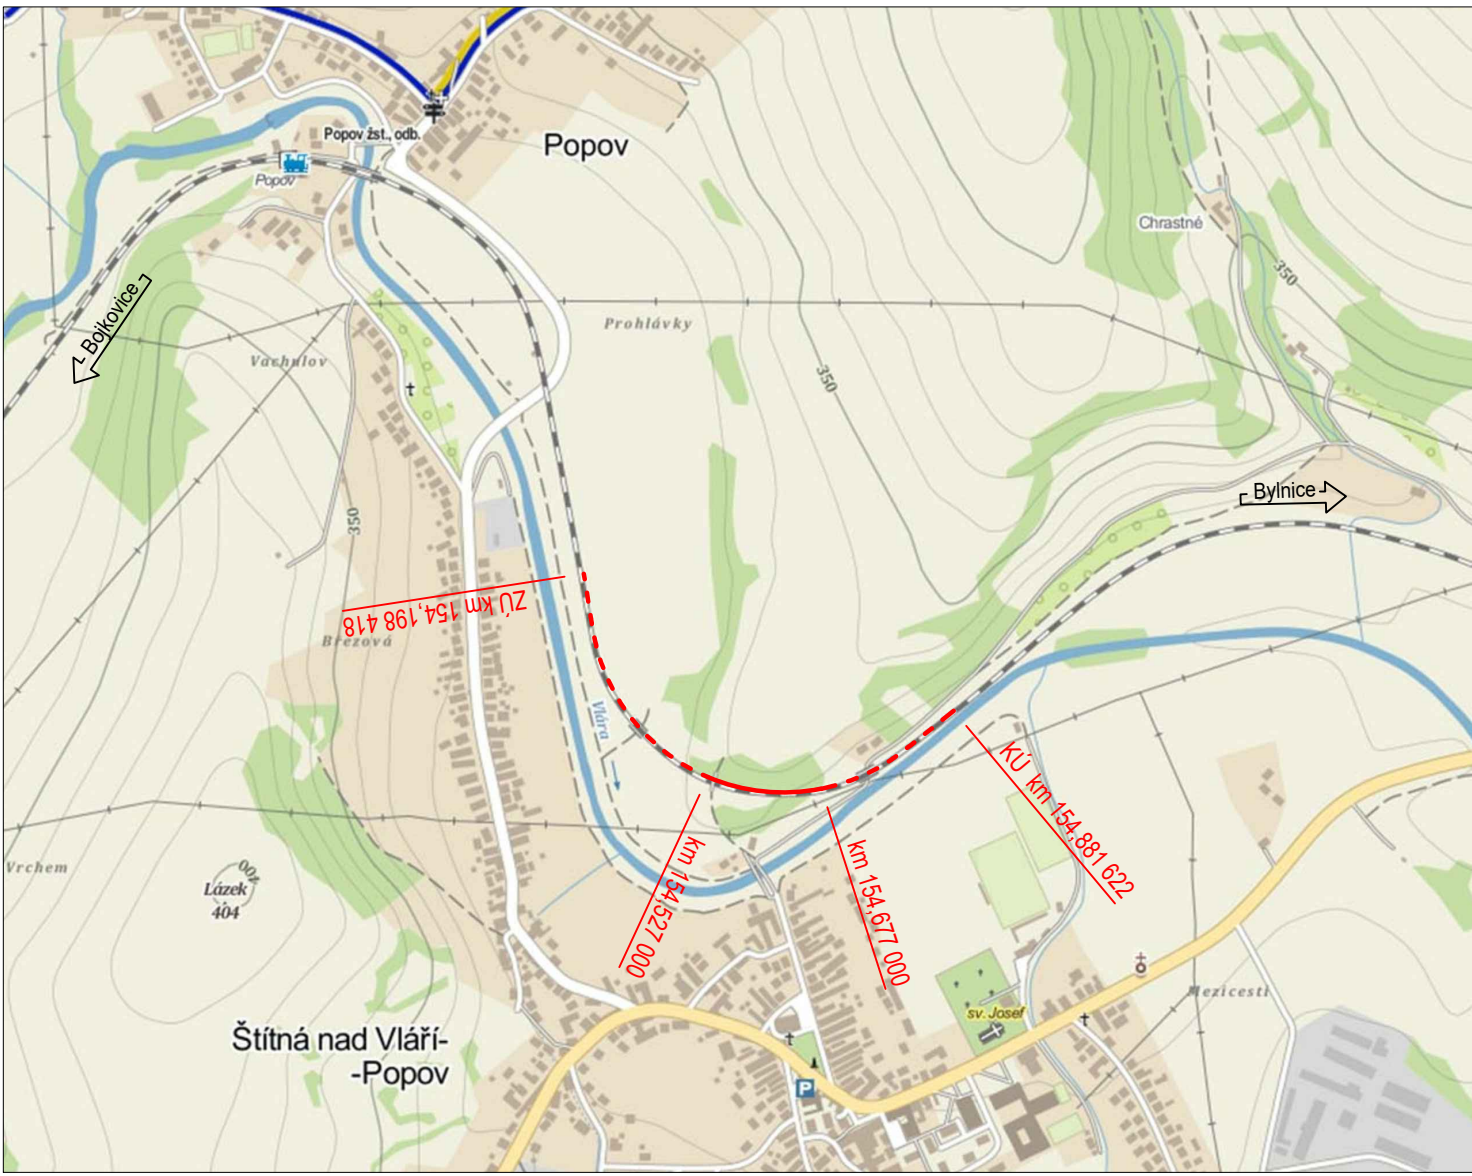 Popov žst., odb.
Popov
Popov
Chrastné
350
Bojkovice
Prohlávky
Vachulov
350
350
Bylnice
ZÚ km 154,198 418
Březová
Vlára
KÚ km 154,881 622
km 154,527 000
km 154,677 000
Vrchem
400
Lázek
404
Mezicestí
sv. Josef
Štítná nad Vláří-
-Popov
P